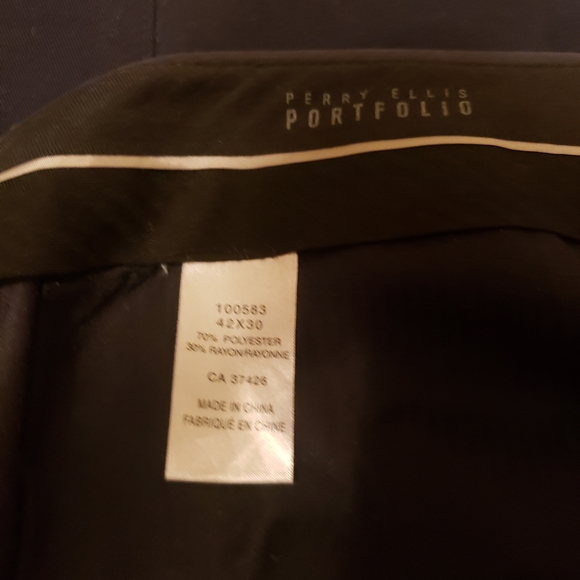 PERRY ELLIS
PORTFOLIO
100583
42X30
70% POLYESTER
30% RAYON/RAYONNE
CA 37426
MADE IN CHINA
FABRIQUE EN CHINE